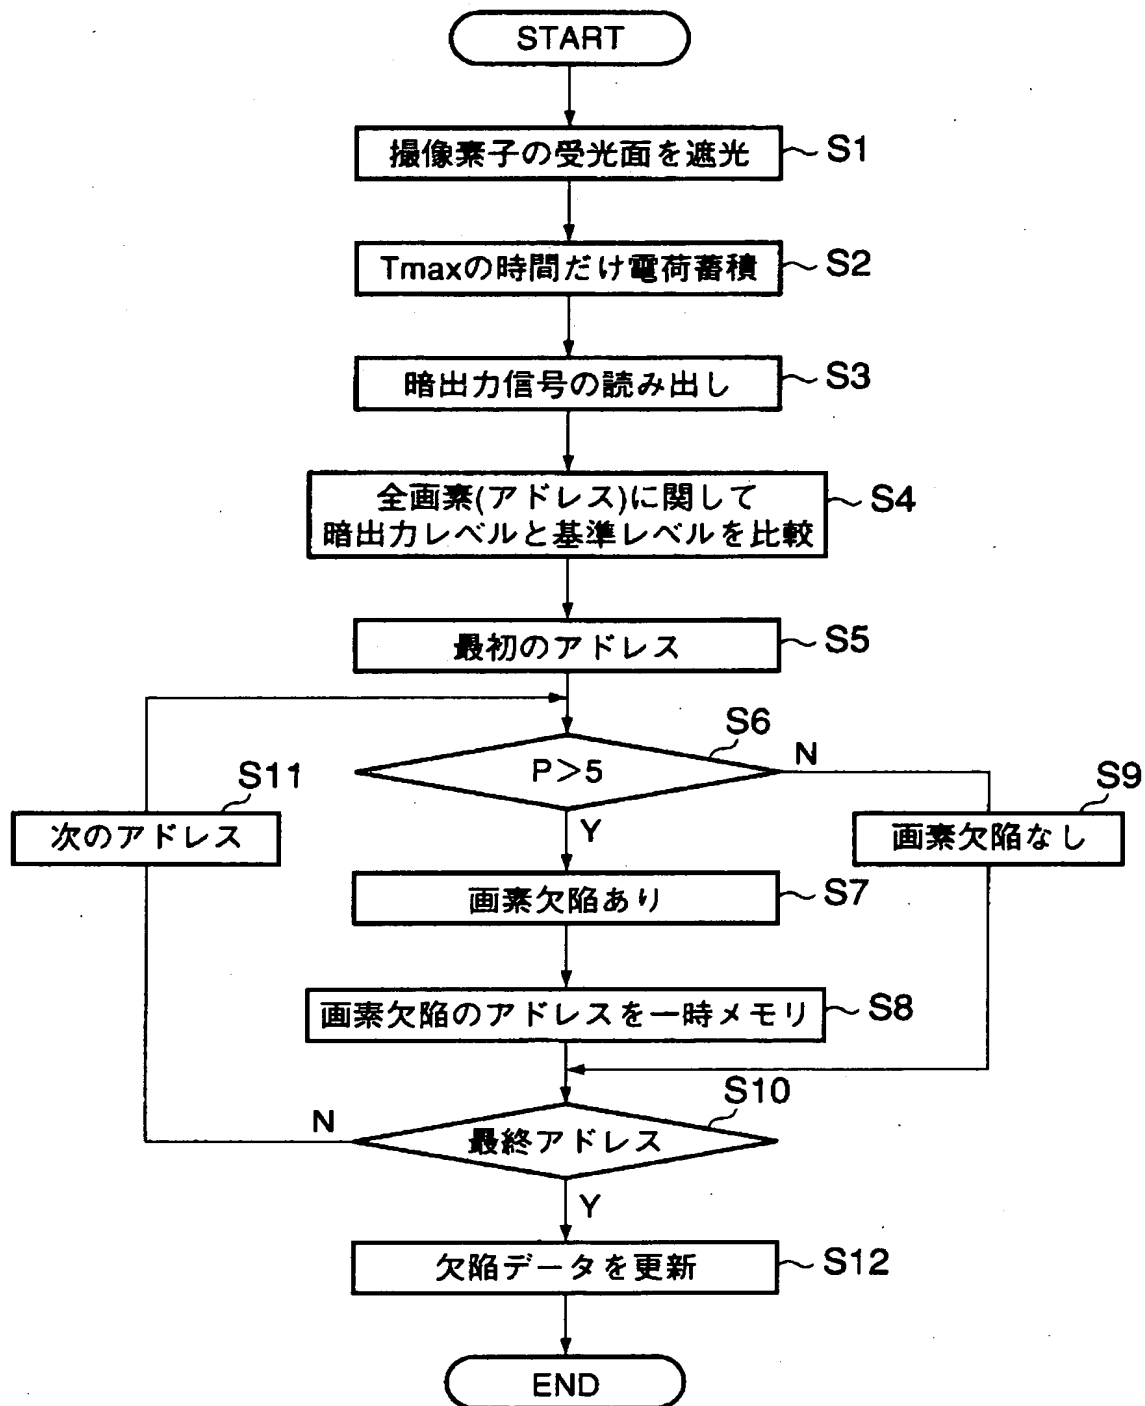 START
撮像素子の受光面を遮光
S1
Tmaxの時間だけ電荷蓄積
S2
暗出力信号の読み出し
S3
全画素(アドレス)に関して
暗出力レベルと基準レベルを比較
S4
最初のアドレス
S5
P>5
S6
N
Y
S11
次のアドレス
S9
画素欠陥なし
画素欠陥あり
S7
画素欠陥のアドレスを一時メモリ
S8
最終アドレス
S10
N
Y
欠陥データを更新
S12
END